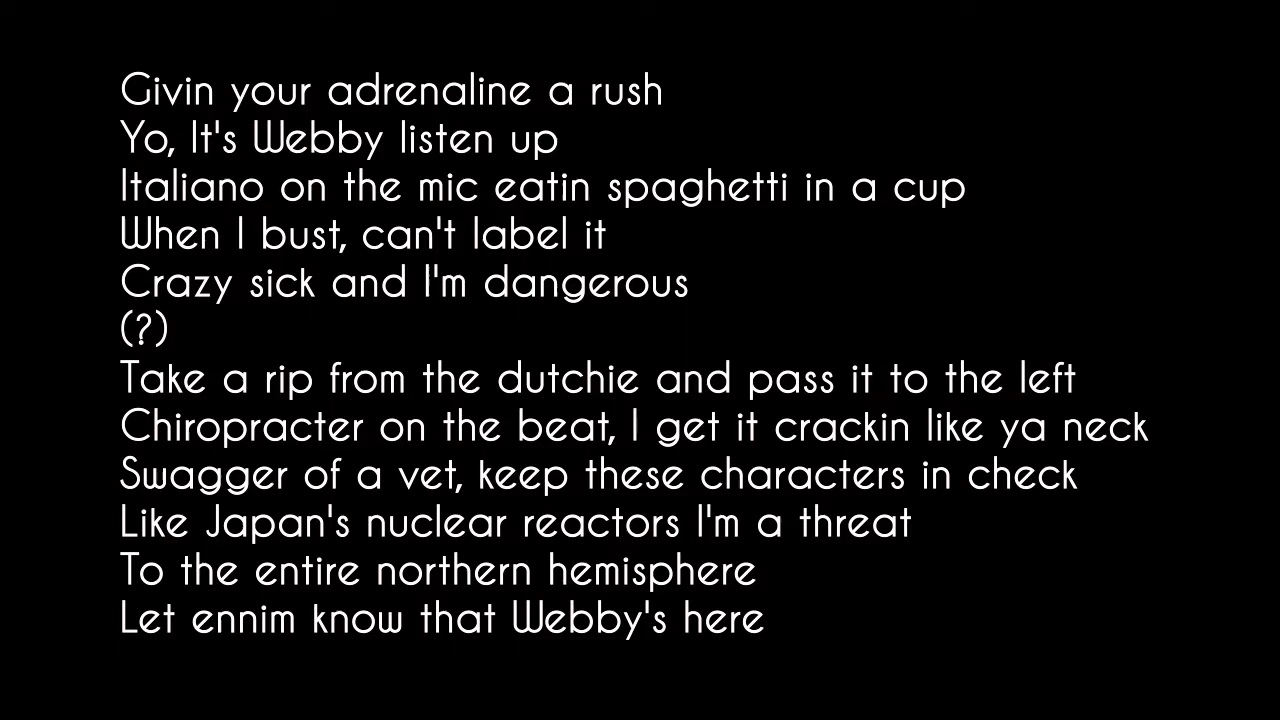 Givin your adrenaline a rush
Yo, It's Webby listen up
Italiano on the mic eatin spaghetti in a cup
When I bust, can't label it
Crazy sick and I'm dangerous
(?)
Take a rip from the dutchie and pass it to the left
Chiropracter on the beat, I get it crackin like ya neck
Swagger of a vet, keep these characters in check
Like Japan's nuclear reactors I'm a threat
To the entire northern hemisphere
Let ennim know that Webby's here